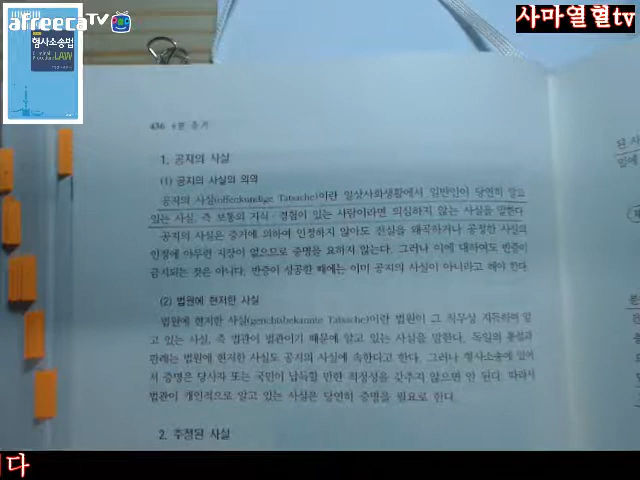 afreecaTV
사마열혈tv
형사소송법
Criminal
Procedure LAW
436 6편 증거
1. 공지의 사실
(1) 공지의 사실의 의의
공지의 사실(offenkundige Tatsache)이란 일상사회생활에서 일반인이 당연히 알고
있는 사실, 즉 보통의 지식·경험이 있는 사람이라면 의심하지 않는 사실을 말한다.
공지의 사실은 증거에 의하여 인정하지 않아도 진실을 왜곡하거나 공정한 사실의
인정에 아무런 지장이 없으므로 증명을 요하지 않는다. 그러나 이에 대하여도 반증이
금지되는 것은 아니다. 반증이 성공한 때에는 이미 공지의 사실이 아니라고 해야 한다.
(2) 법원에 현저한 사실
법원에 현저한 사실(gerichtsbekannte Tatsache)이란 법원이 그 직무상 지득하여 알
고 있는 사실, 즉 법관이 법관이기 때문에 알고 있는 사실을 말한다. 독일의 통설과
판례는 법원에 현저한 사실도 공지의 사실에 속한다고 한다. 그러나 형사소송에 있어
서 증명은 당사자 또는 국민이 납득할 만한 적정성을 갖추지 않으면 안 된다. 따라서
법관이 개인적으로 알고 있는 사실은 당연히 증명을 필요로 한다.
2. 추정된 사실
된 사
밑에
본
전
다